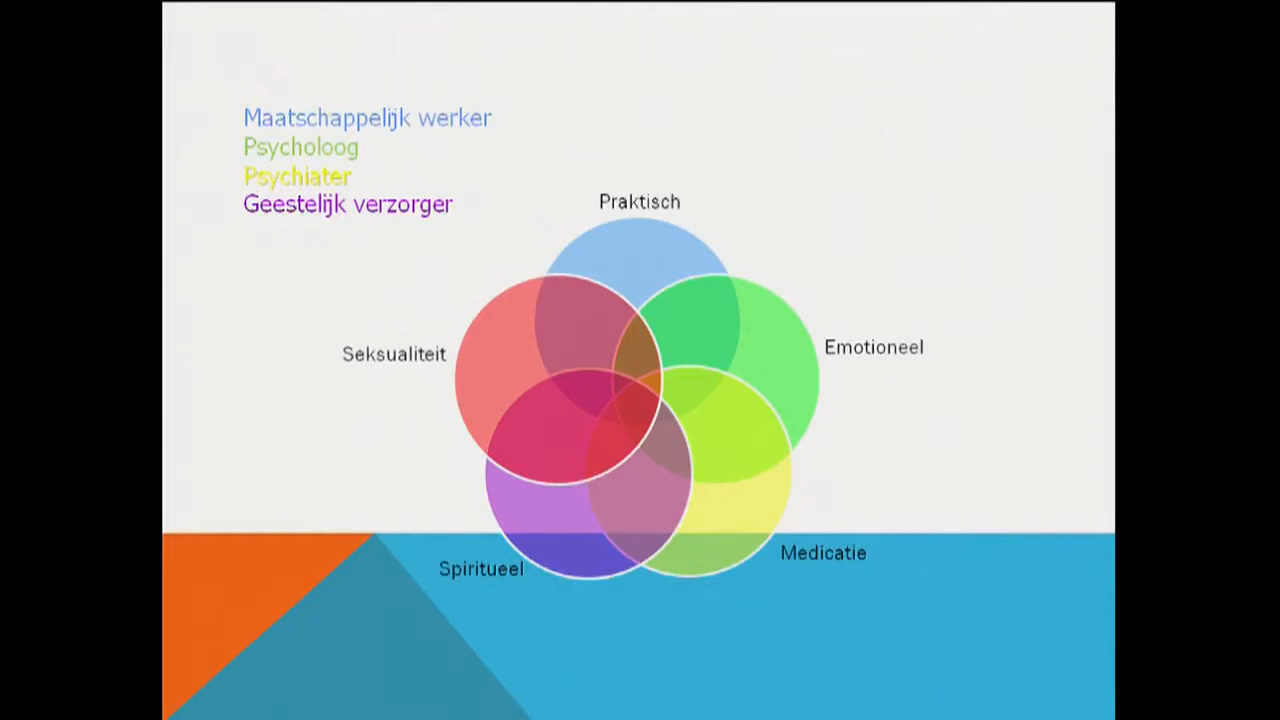 Maatschappelijk werker
Psycholoog
Psychiater
Geestelijk verzorger
Praktisch
Emotioneel
Seksualiteit
Medicatie
Spiritueel